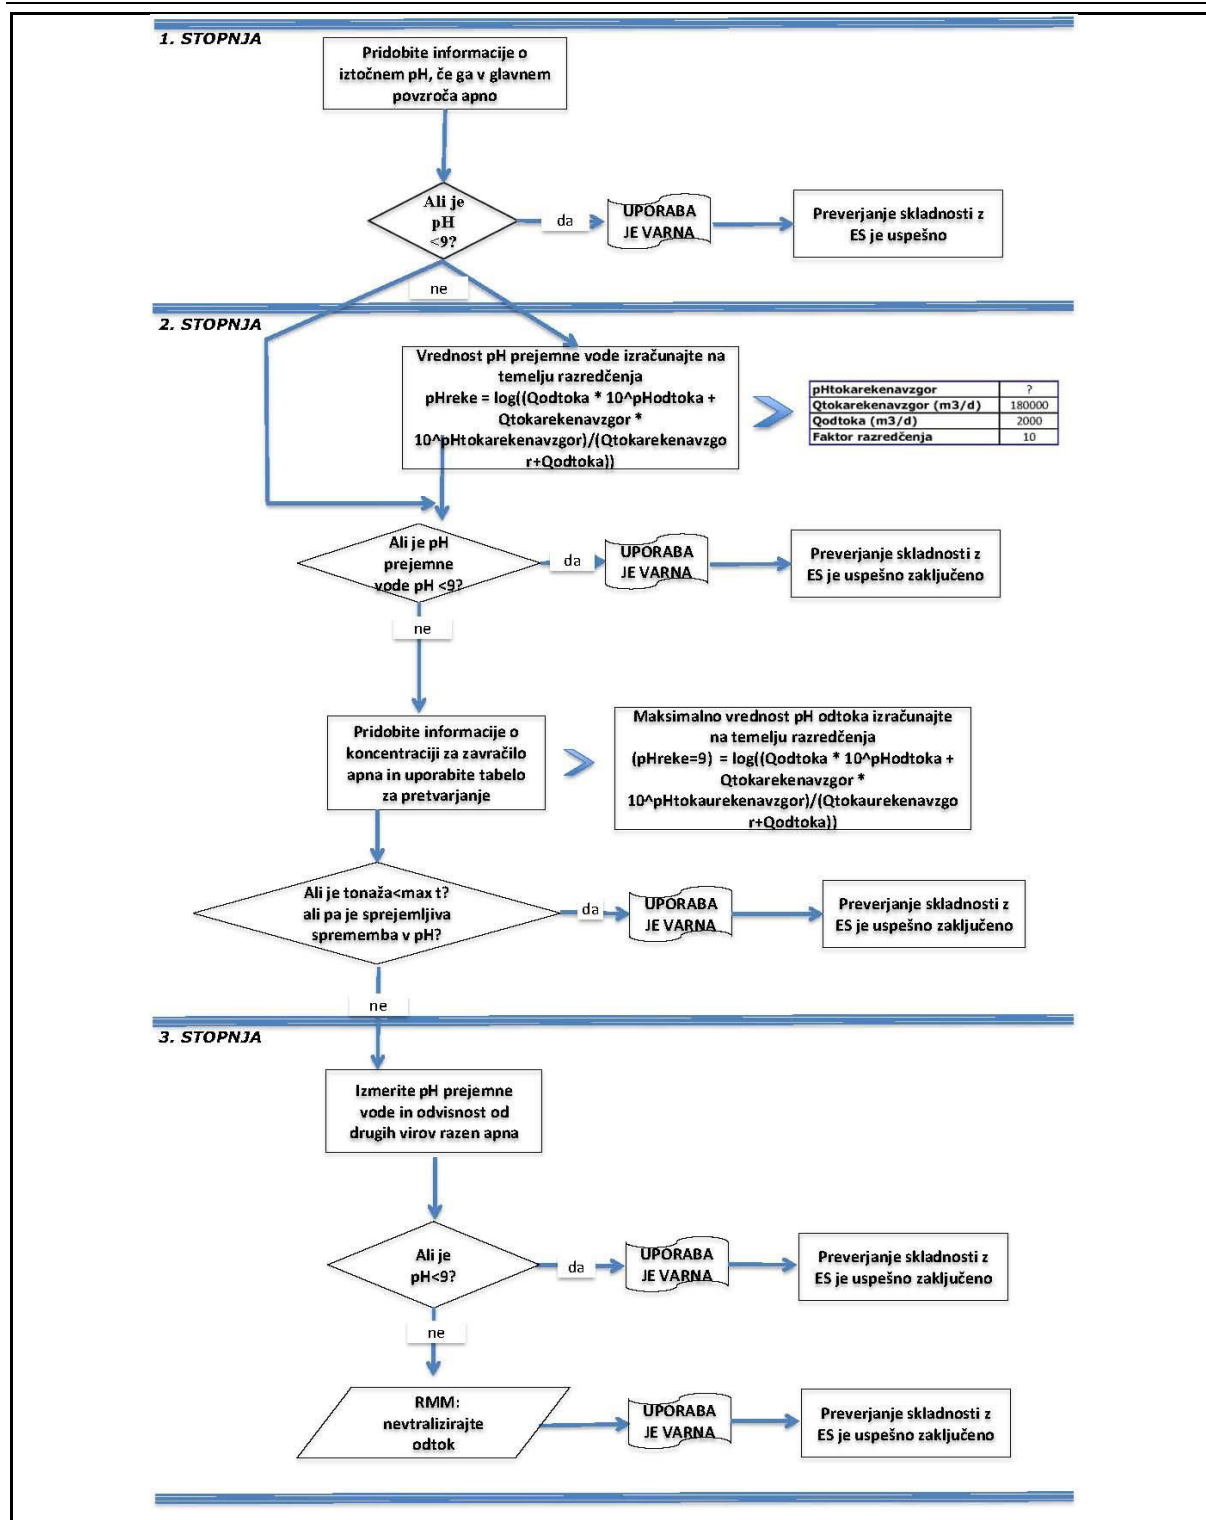 1. STOPNJA
Pridobite informacije o
iztočnem pH, če ga v glavnem
povzroča apno
Ali je
pH
<9?
da
UPORABA
JE VARNA
Preverjanje skladnosti z
ES je uspešno
ne
2. STOPNJA
Vrednost pH prejemne vode izračunajte na
temelju razredčenja
pHreke = log((Qodtoka * 10^pHodtoka +
Qtokarekenavzgor *
10^pHtokarekenavzgor)/(Qtokarekenavzgo
r+Qodtoka))
pHtokarekenavzgor ?
Qtokarekenavzgor (m3/d) 180000
Qodtoka (m3/d) 2000
Faktor razredčenja 10
Ali je pH
prejemne
vode pH <9?
da
UPORABA
JE VARNA
Preverjanje skladnosti z
ES je uspešno zaključeno
ne
Pridobite informacije o
koncentraciji za zavračilo
apna in uporabite tabelo
za pretvarjanje
Maksimalno vrednost pH odtoka izračunajte
na temelju razredčenja
(pHreke=9) = log((Qodtoka * 10^pHodtoka +
Qtokarekenavzgor *
10^pHtokaurekenavzgor)/(Qtokaurekenavzgo
r+Qodtoka))
Ali je tonaža<max t?
ali pa je sprejemljiva
sprememba v pH?
da
UPORABA
JE VARNA
Preverjanje skladnosti z
ES je uspešno zaključeno
ne
3. STOPNJA
Izmerite pH prejemne
vode in odvisnost od
drugih virov razen apna
Ali je
pH<9?
da
UPORABA
JE VARNA
Preverjanje skladnosti z
ES je uspešno zaključeno
ne
RMM:
nevtralizirajte
odtok
UPORABA
JE VARNA
Preverjanje skladnosti z
ES je uspešno zaključeno